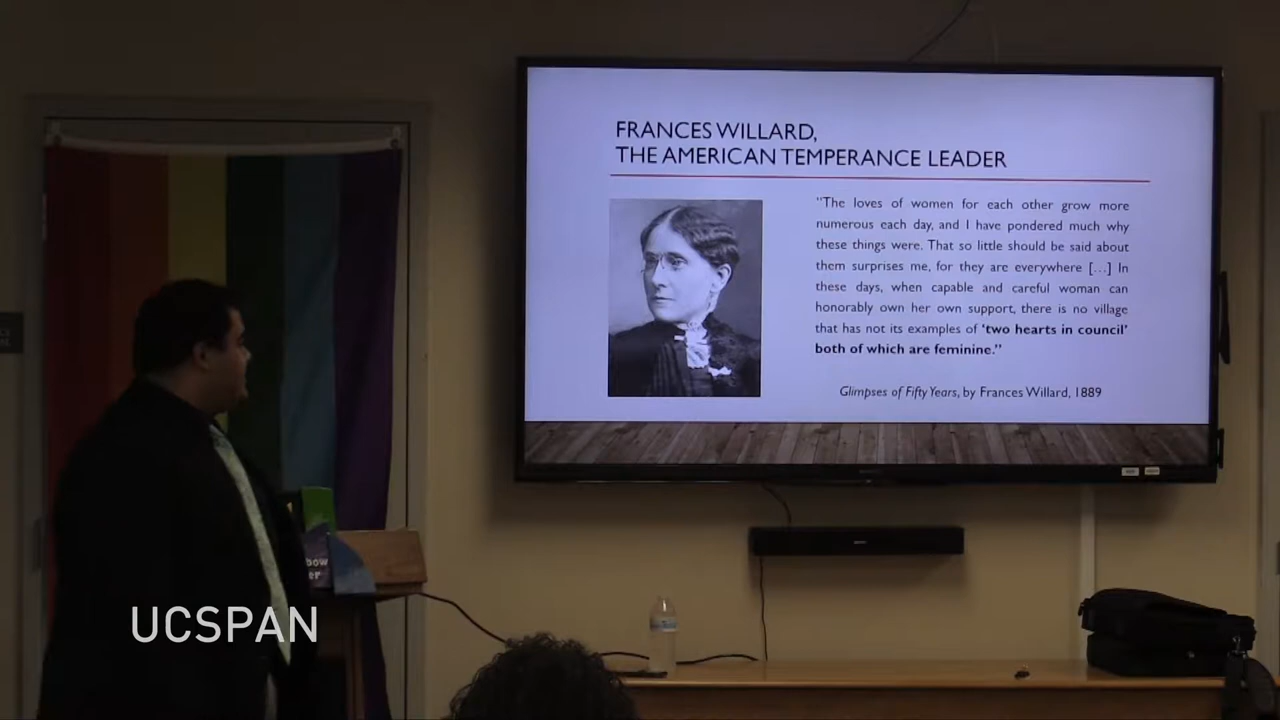 FRANCES WILLARD,
THE AMERICAN TEMPERANCE LEADER
"The loves of women for each other grow more
numerous each day, and I have pondered much why
these things were. That so little should be said about
them surprises me, for they are everywhere [...] In
these days, when capable and careful woman can
honorably own her own support, there is no village
that has not its examples of 'two hearts in council'
both of which are feminine."
Glimpses of Fifty Years, by Frances Willard, 1889
UCSPAN